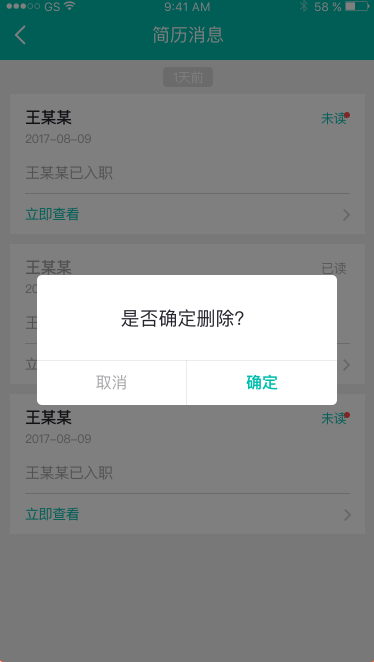 GS 9:41 AM 58 %
简历消息
1天前
王某某 未读
2017-08-09
王某某已入职
立即查看
王某某 已读
20
王
立
是否确定删除?
取消 确定
王某某 未读
2017-08-09
王某某已入职
立即查看